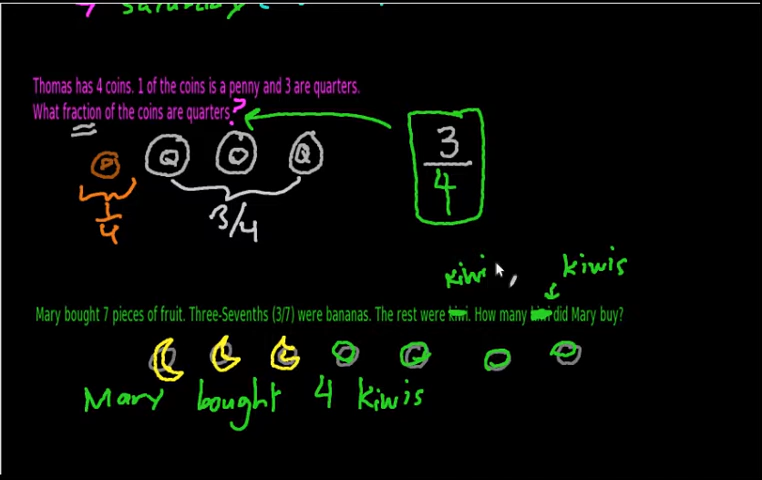 saturday
Thomas has 4 coins. 1 of the coins is a penny and 3 are quarters.
What fraction of the coins are quarters?
P Q Q Q
1/4
3/4
3
4
kiwi, kiwis
Mary bought 7 pieces of fruit. Three-Sevenths (3/7) were bananas. The rest were kiwi. How many kiwi did Mary buy?
Mary bought 4 kiwis